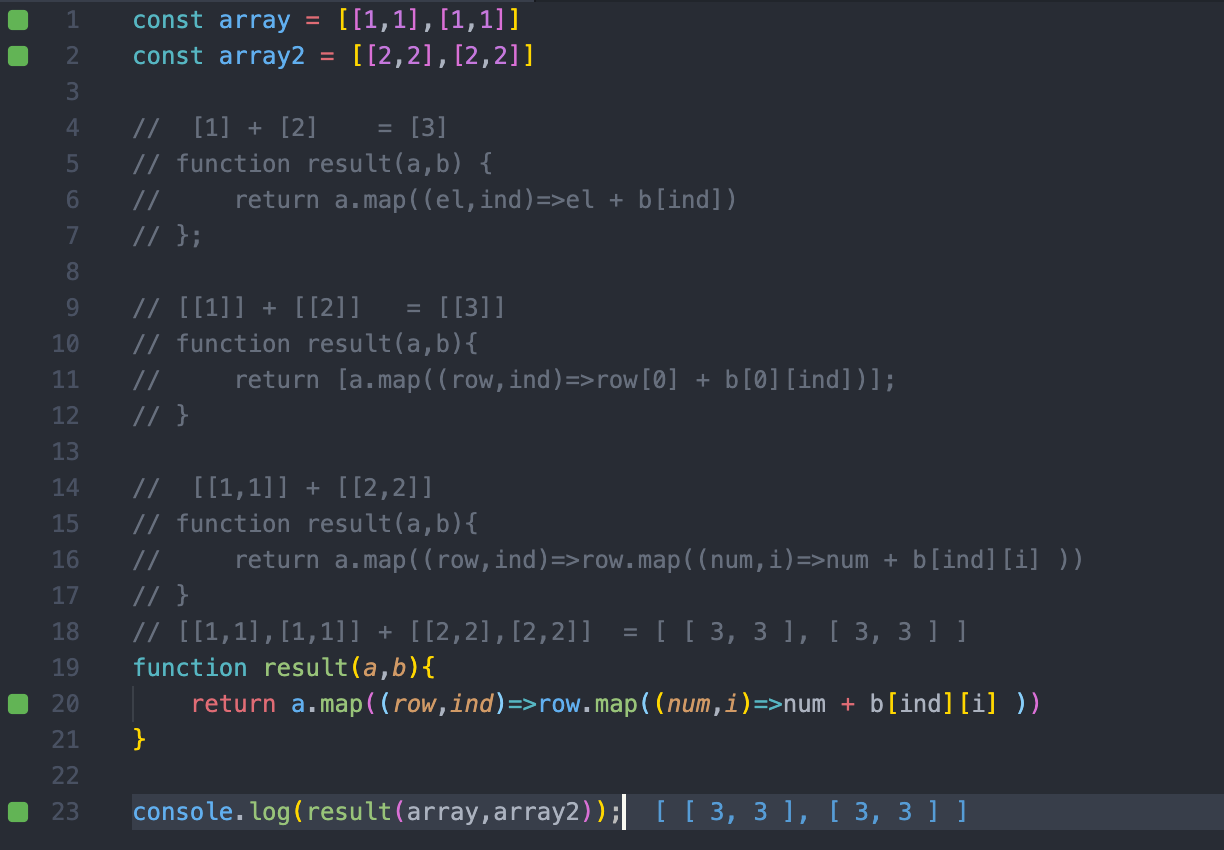 1 const array = [[1,1],[1,1]]
2 const array2 = [[2,2],[2,2]]
3
4 //  [1] + [2]    = [3]
5 // function result(a,b) {
6 //     return a.map((el,ind)=>el + b[ind])
7 // };
8
9 // [[1]] + [[2]]   = [[3]]
10 // function result(a,b){
11 //     return [a.map((row,ind)=>row[0] + b[0][ind])];
12 // }
13
14 //  [[1,1]] + [[2,2]]
15 // function result(a,b){
16 //     return a.map((row,ind)=>row.map((num,i)=>num + b[ind][i] ))
17 // }
18 // [[1,1],[1,1]] + [[2,2],[2,2]]  = [ [ 3, 3 ], [ 3, 3 ] ]
19 function result(a,b){
20     return a.map((row,ind)=>row.map((num,i)=>num + b[ind][i] ))
21 }
22
23 console.log(result(array,array2));  [ [ 3, 3 ], [ 3, 3 ] ]